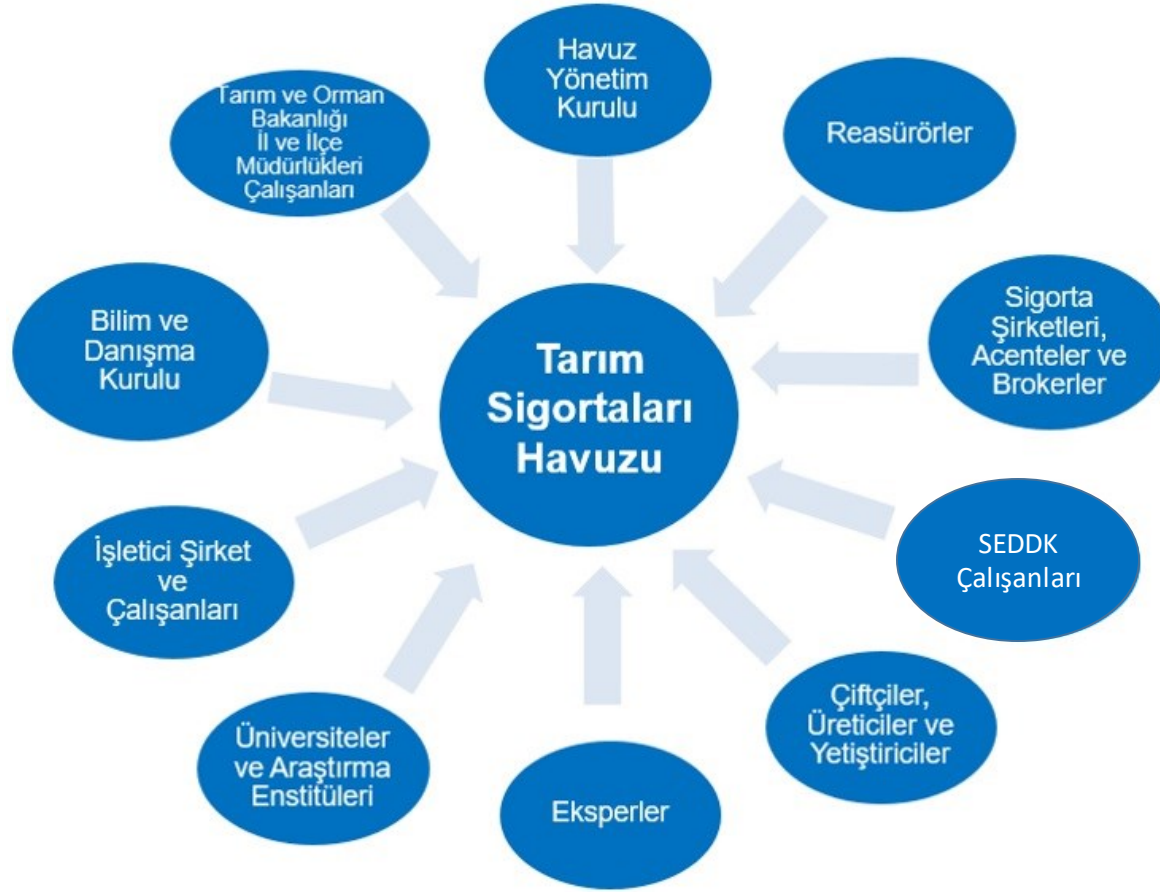 Havuz
Yönetim
Kurulu
Tarım ve Orman
Bakanlığı
İl ve İlçe
Müdürlükleri
Çalışanları
Reasürörler
Bilim ve
Danışma
Kurulu
Tarım
Sigortaları
Havuzu
Sigorta
Şirketleri,
Acenteler ve
Brokerler
İşletici Şirket
ve
Çalışanları
SEDDK
Çalışanları
Üniversiteler
ve Araştırma
Enstitüleri
Eksperler
Çiftçiler,
Üreticiler ve
Yetiştiriciler